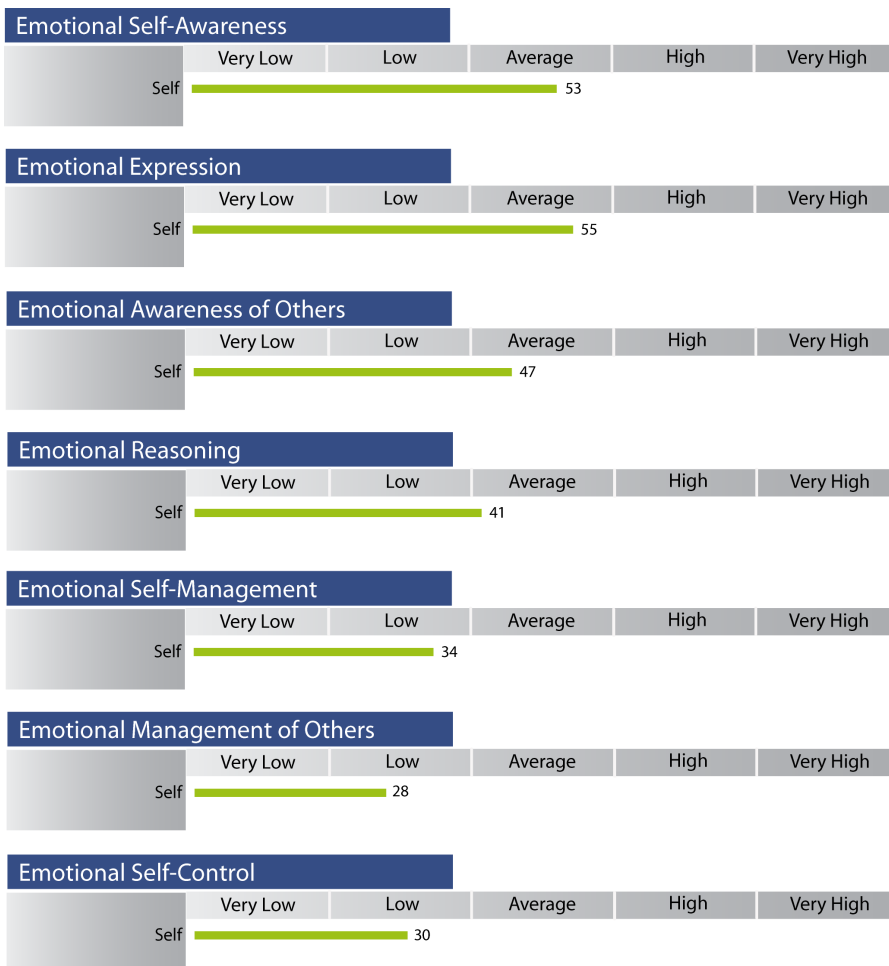 Emotional Self-Awareness
Very Low Low Average High Very High
Self 53
Emotional Expression
Very Low Low Average High Very High
Self 55
Emotional Awareness of Others
Very Low Low Average High Very High
Self 47
Emotional Reasoning
Very Low Low Average High Very High
Self 41
Emotional Self-Management
Very Low Low Average High Very High
Self 34
Emotional Management of Others
Very Low Low Average High Very High
Self 28
Emotional Self-Control
Very Low Low Average High Very High
Self 30